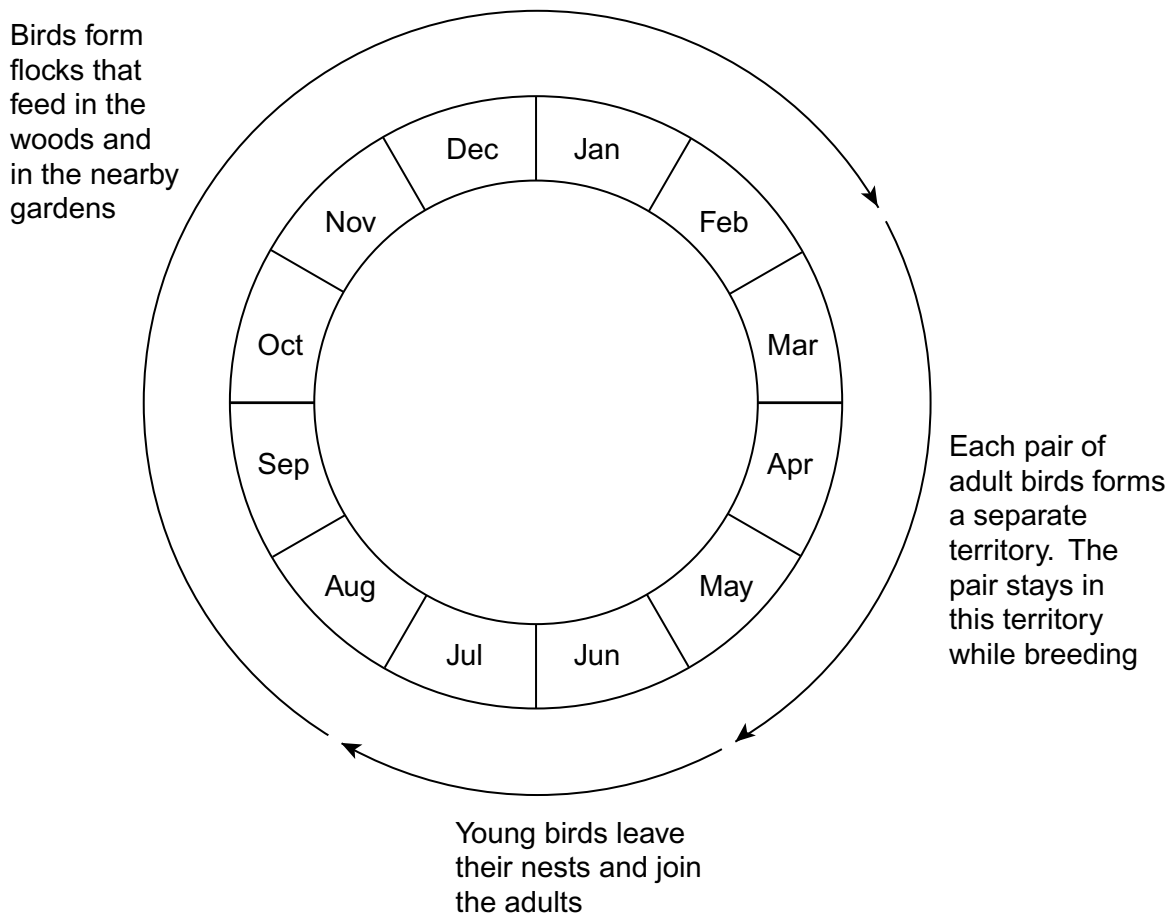 Birds form
flocks that
feed in the
woods and
in the nearby
gardens
Dec
Jan
Nov
Feb
Oct
Mar
Sep
Apr
Aug
May
Jul
Jun
Each pair of
adult birds forms
a separate
territory. The
pair stays in
this territory
while breeding
Young birds leave
their nests and join
the adults